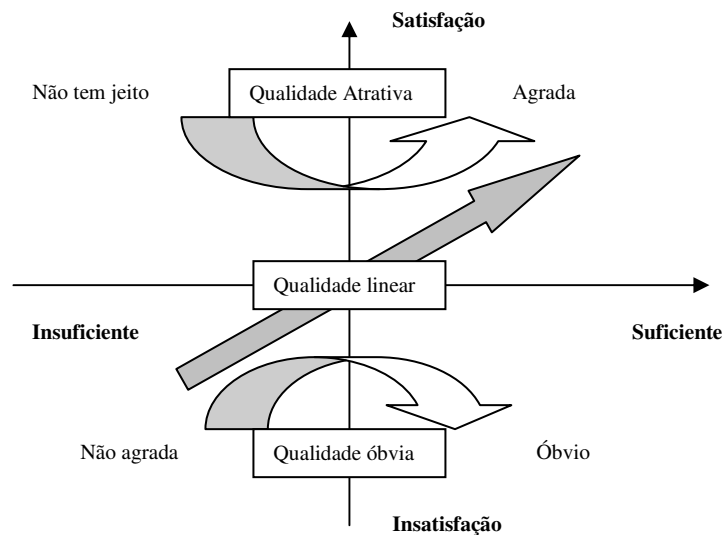 Satisfação
Não tem jeito
Qualidade Atrativa
Agrada
Qualidade linear
Insuficiente
Suficiente
Não agrada
Qualidade óbvia
Óbvio
Insatisfação